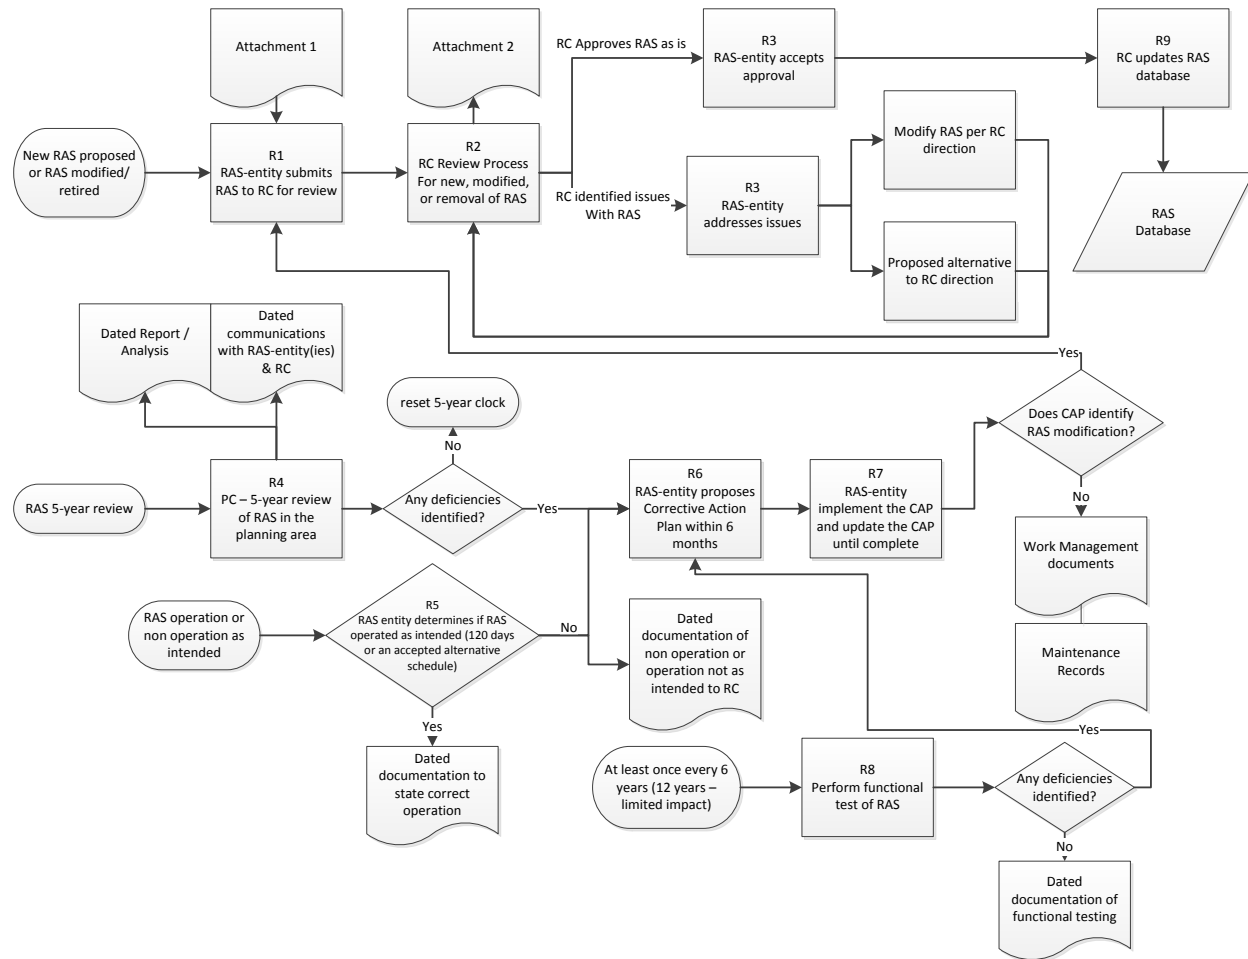 Attachment 1
Attachment 2
RC Approves RAS as is
R3
RAS-entity accepts
approval
R9
RC updates RAS
database
New RAS proposed
or RAS modified/
retired
R1
RAS-entity submits
RAS to RC for review
R2
RC Review Process
For new, modified,
or removal of RAS
RC identified issues
With RAS
R3
RAS-entity
addresses issues
Modify RAS per RC
direction
Proposed alternative
to RC direction
RAS
Database
Dated Report /
Analysis
Dated
communications
with RAS-entity(ies)
& RC
reset 5-year clock
No
Yes
Does CAP identify
RAS modification?
RAS 5-year review
R4
PC – 5-year review
of RAS in the
planning area
Any deficiencies
identified?
Yes
R6
RAS-entity proposes
Corrective Action
Plan within 6
months
R7
RAS-entity
implement the CAP
and update the CAP
until complete
No
Work Management
documents
Maintenance
Records
RAS operation or
non operation as
intended
R5
RAS entity determines if RAS
operated as intended (120 days
or an accepted alternative
schedule)
No
Dated
documentation of
non operation or
operation not as
intended to RC
Yes
Dated
documentation to
state correct
operation
At least once every 6
years (12 years –
limited impact)
R8
Perform functional
test of RAS
Any deficiencies
identified?
Yes
No
Dated
documentation of
functional testing